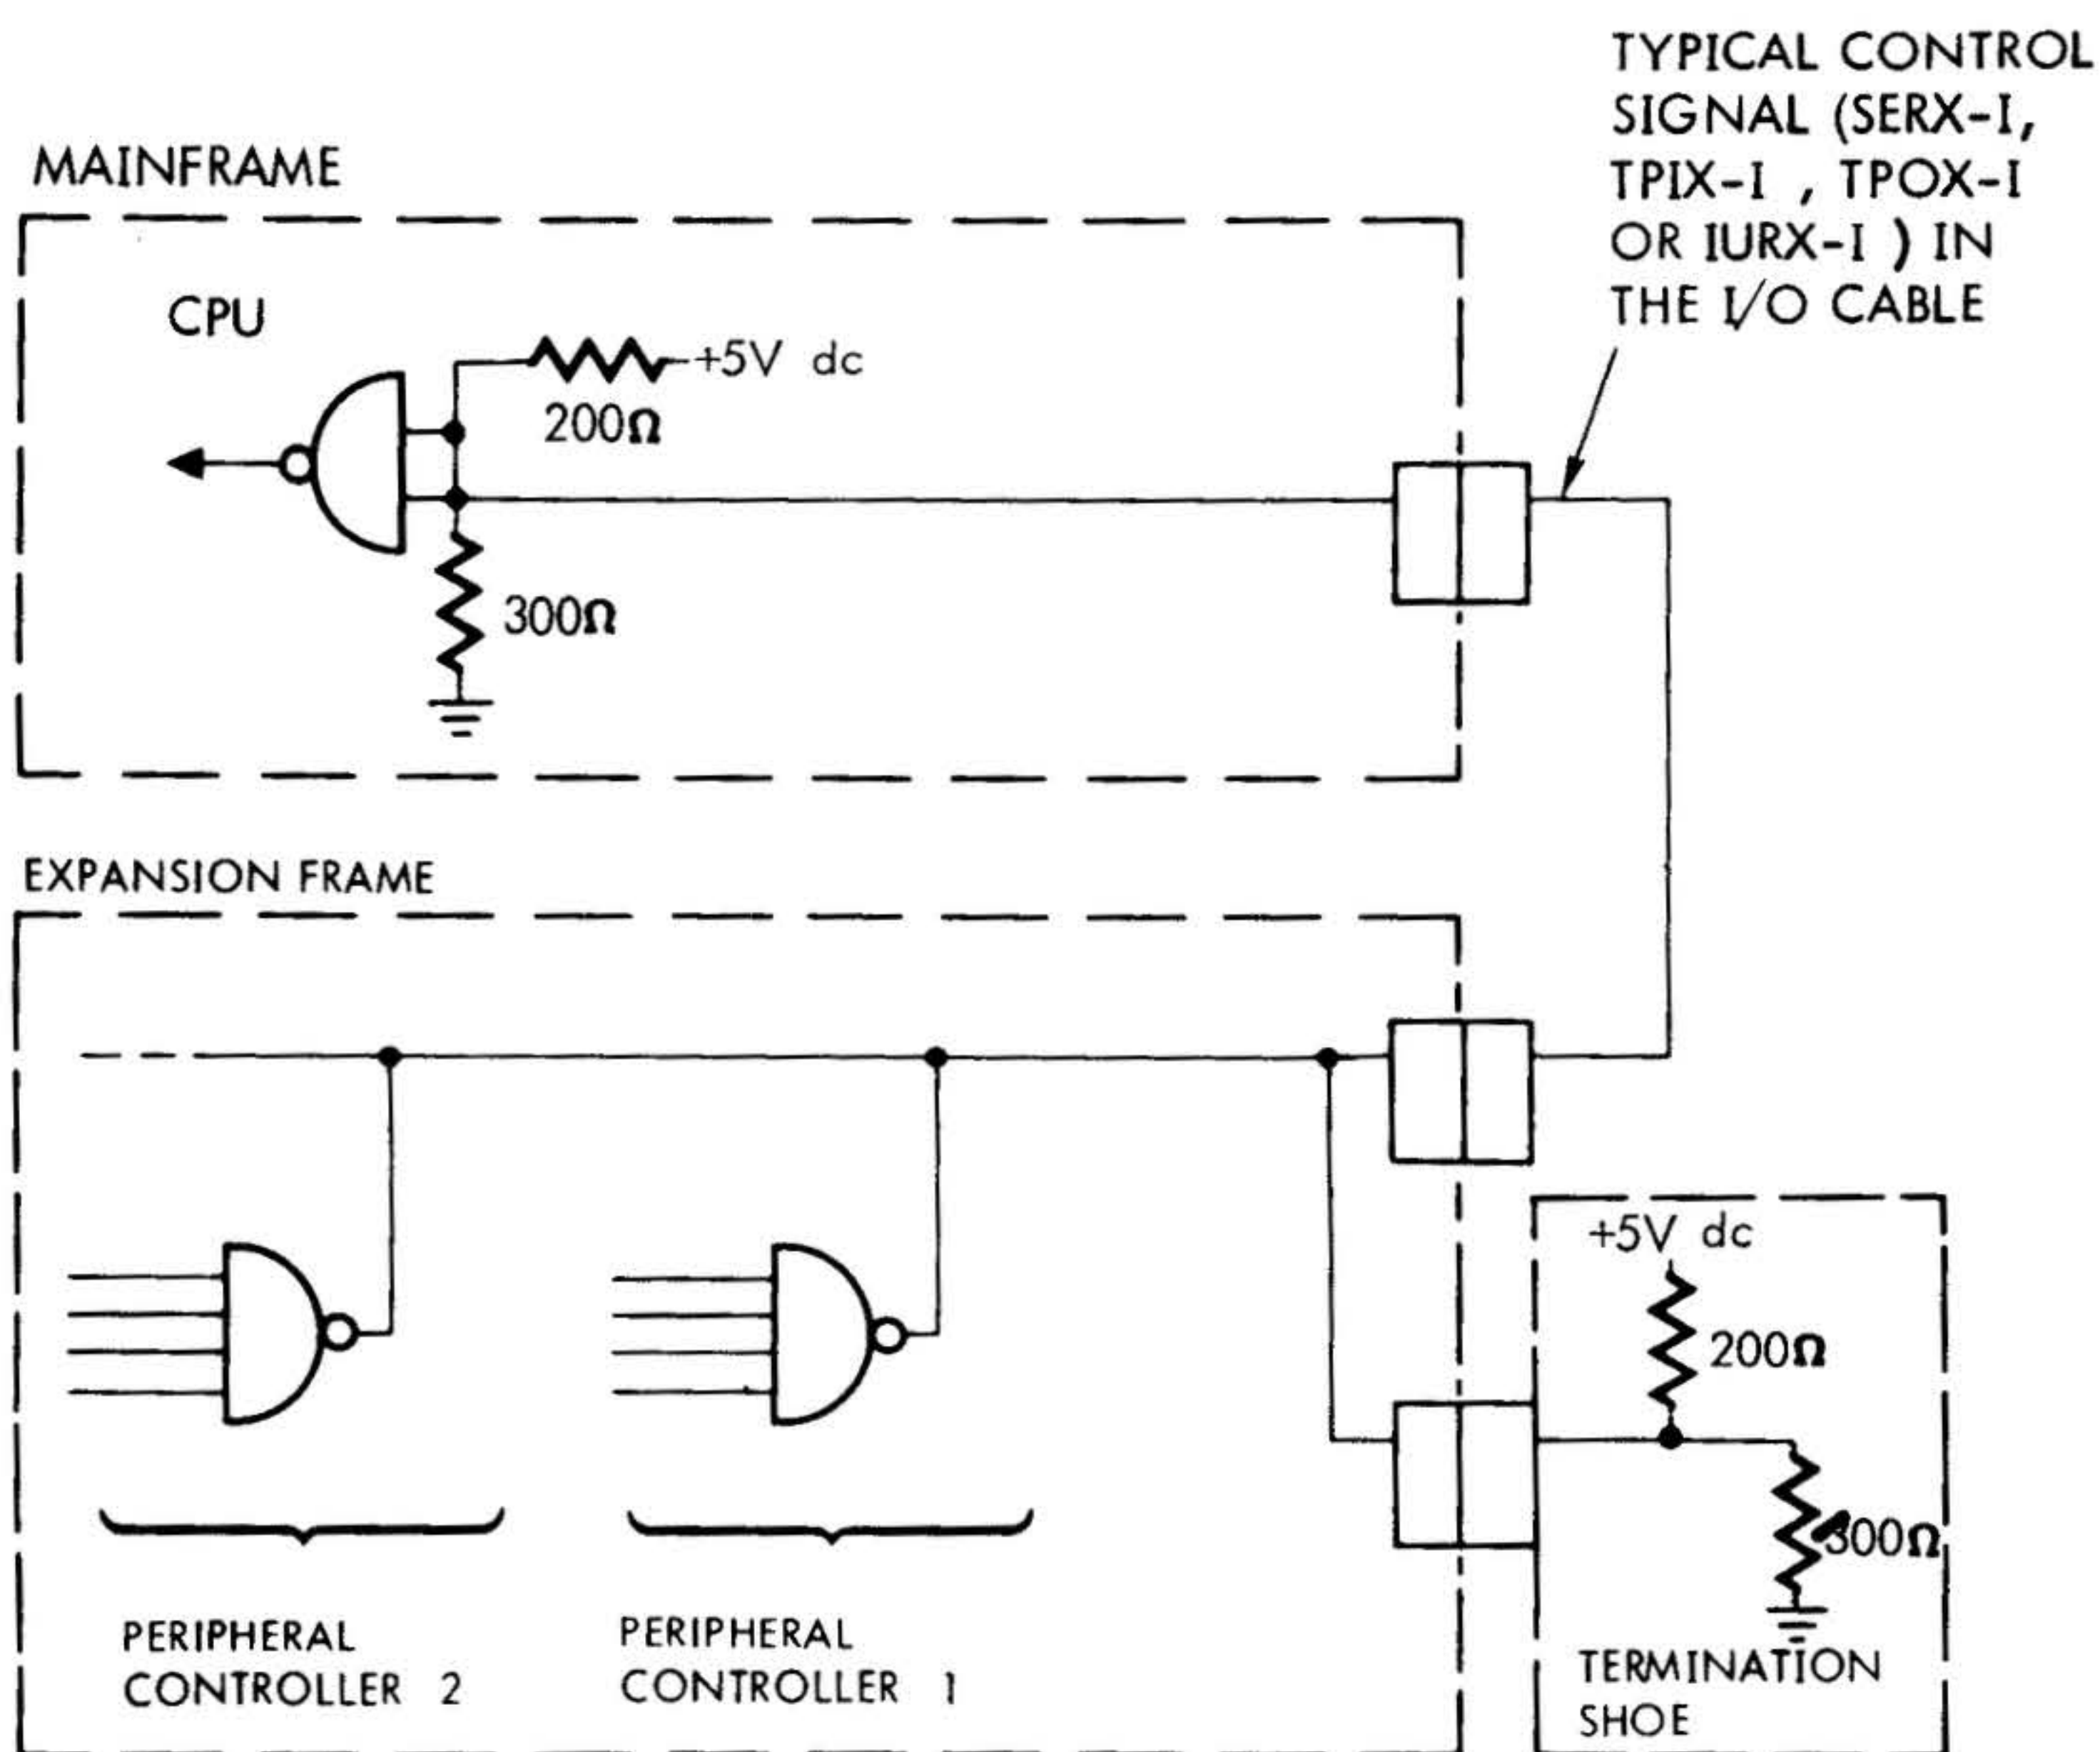 TYPICAL CONTROL
SIGNAL (SERX-I,
TPIX-I , TPOX-I
OR IURX-I ) IN
THE I/O CABLE
MAINFRAME
CPU
+5V dc
200Ω
300Ω
EXPANSION FRAME
+5V dc
200Ω
300Ω
PERIPHERAL
CONTROLLER 2
PERIPHERAL
CONTROLLER 1
TERMINATION
SHOE